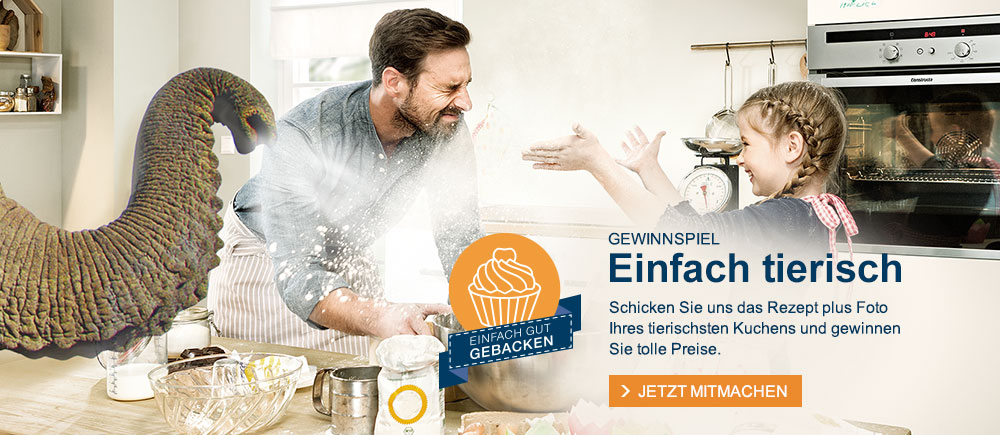 Constructa
GEWINNSPIEL
Einfach tierisch
Schicken Sie uns das Rezept plus Foto
Ihres tierischsten Kuchens und gewinnen
Sie tolle Preise.
EINFACH GUT
GEBACKEN
> JETZT MITMACHEN